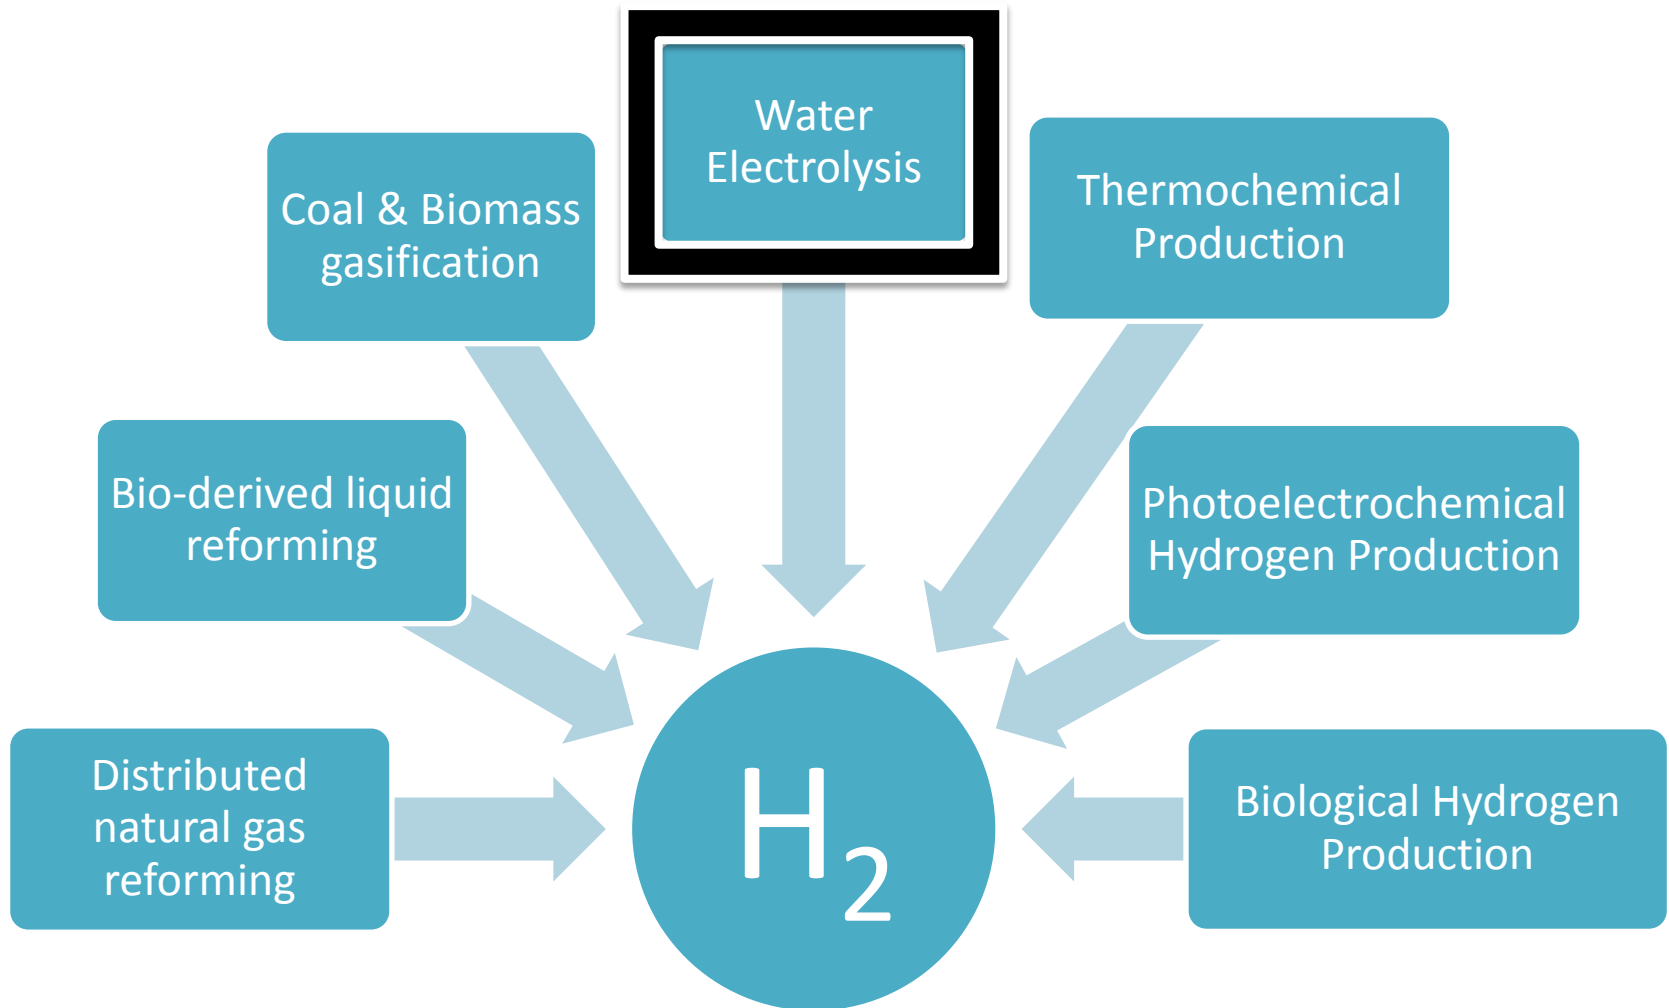 Water
Electrolysis
Coal & Biomass
gasification
Thermochemical
Production
Bio-derived liquid
reforming
Photoelectrochemical
Hydrogen Production
Distributed
natural gas
reforming
Biological Hydrogen
Production
H2